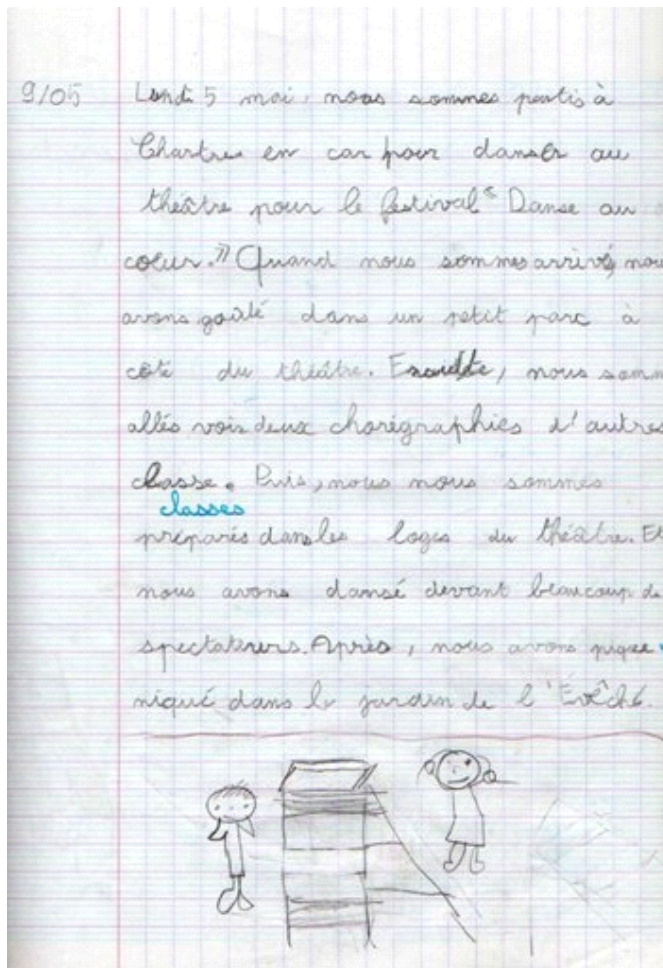 9/05 Lundi 5 mai, nous sommes partis à
Chartres en car pour danser au
théâtre pour le festival "Danse au
cœur." Quand nous sommes arrivés, nou
avons goûté dans un petit parc à
côté du théâtre. Ensuite, nous somm
allés voir deux chorégraphies d'autres
classe. Puis, nous nous sommes
classes
préparés dans les loges du théâtre. Et
nous avons dansé devant beaucoup de
spectateurs. Après, nous avons pique-
niqué dans le jardin de l'Évêché.